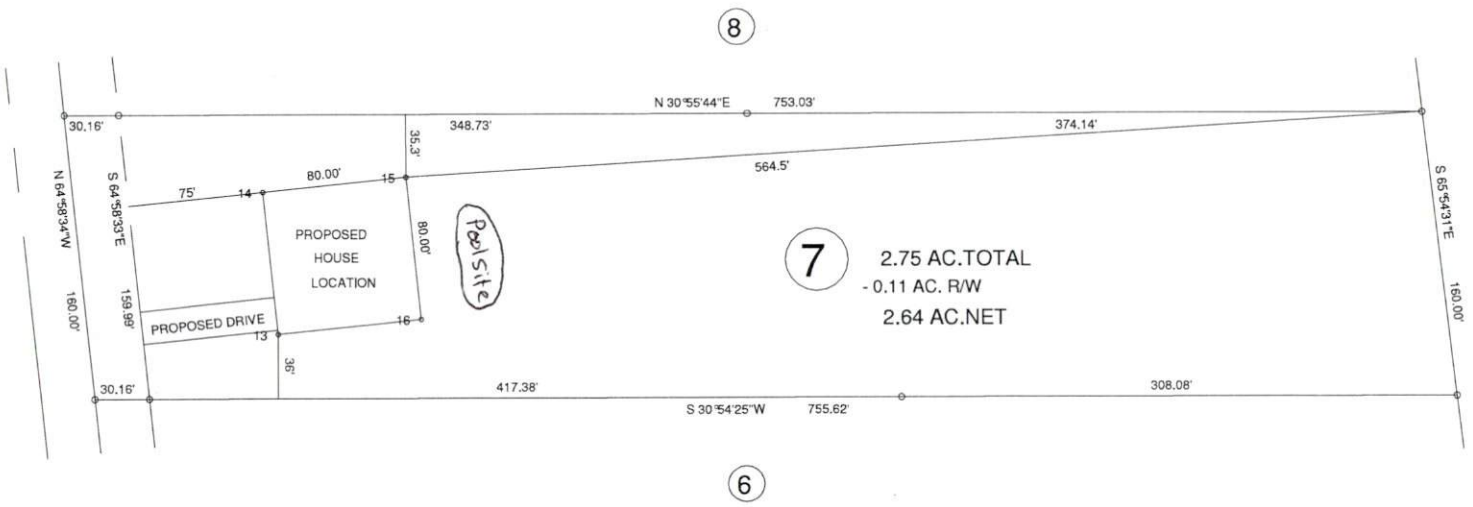 8
N 30°55'44"E 753.03'
30.16' 348.73' 374.14'
35.3'
564.5'
75' 14 80.00' 15
N 64°58'34"W
S 64°58'33"E
S 65°54'31"E
PROPOSED
HOUSE
LOCATION
80.00'
Poolsite
7
2.75 AC.TOTAL
- 0.11 AC. R/W
2.64 AC.NET
160.00'
159.99'
160.00'
PROPOSED DRIVE
13
16
36'
30.16' 417.38' 308.08'
S 30°54'25"W 755.62'
6